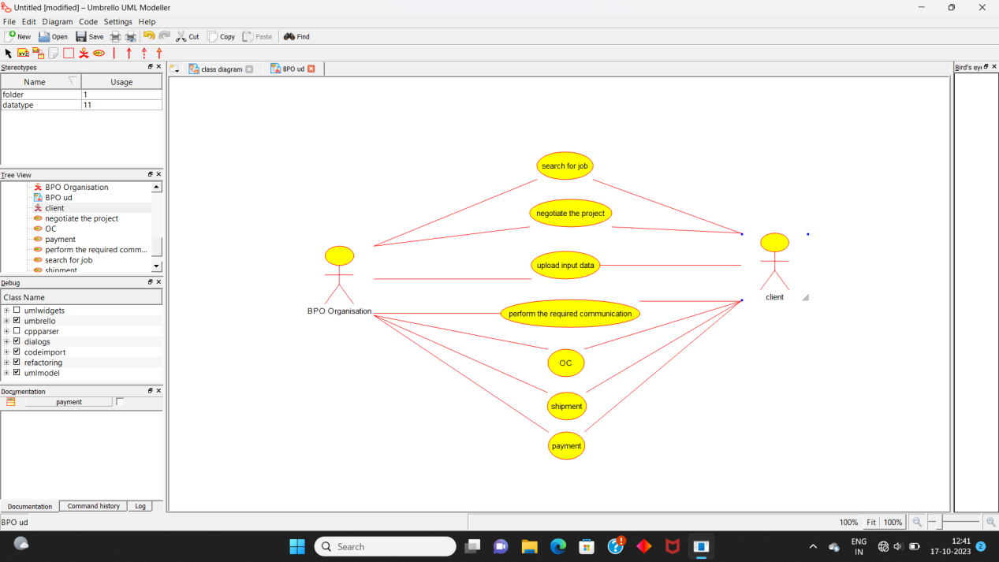 Untitled [modified] – Umbrello UML Modeller
File Edit Diagram Code Settings Help
New Open Save Cut Copy Paste Find
XYZ
Stereotypes
Name Usage
folder 1
datatype 11
Tree View
BPO Organisation
BPO ud
client
negotiate the project
OC
payment
perform the required comm...
search for job
shipment
Debug
Class Name
umlwidgets
umbrello
cppparser
dialogs
codeimport
refactoring
umlmodel
Documentation
payment
Documentation Command history Log
BPO ud
class diagram BPO ud
search for job
negotiate the project
upload input data
perform the required communication
OC
shipment
payment
BPO Organisation
client
Bird's eye
100% Fit 100%
Search
ENG
IN
12:41
17-10-2023
2